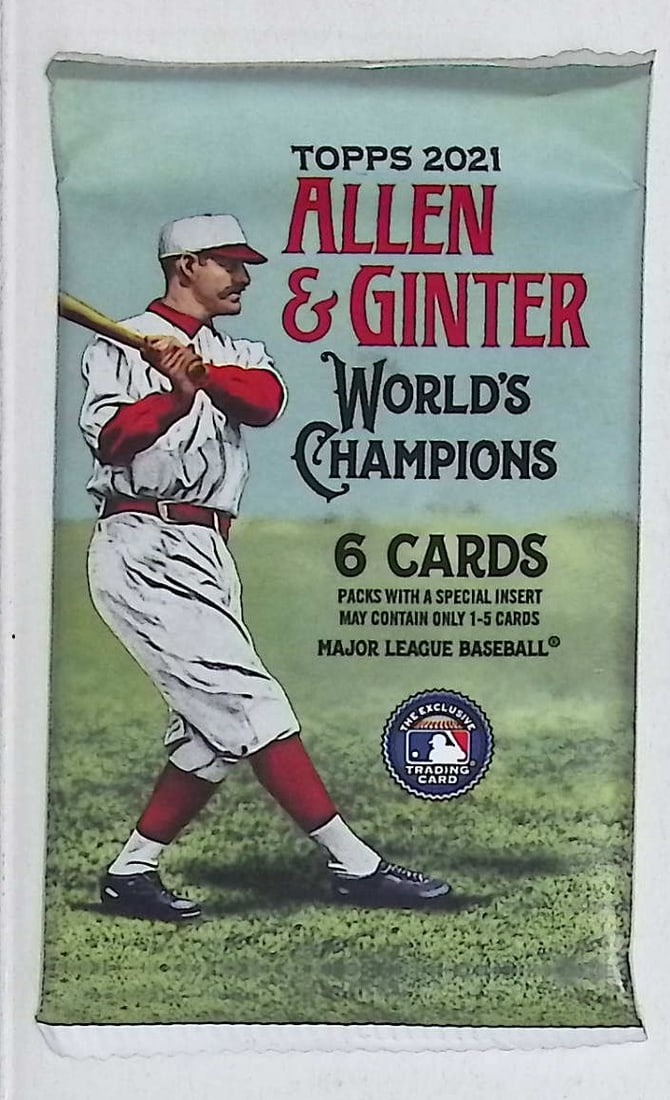 TOPPS 2021
ALLEN
& GINTER
WORLD'S
CHAMPIONS
6 CARDS
PACKS WITH A SPECIAL INSERT
MAY CONTAIN ONLY 1-5 CARDS
MAJOR LEAGUE BASEBALL®
THE EXCLUSIVE
TRADING
CARD